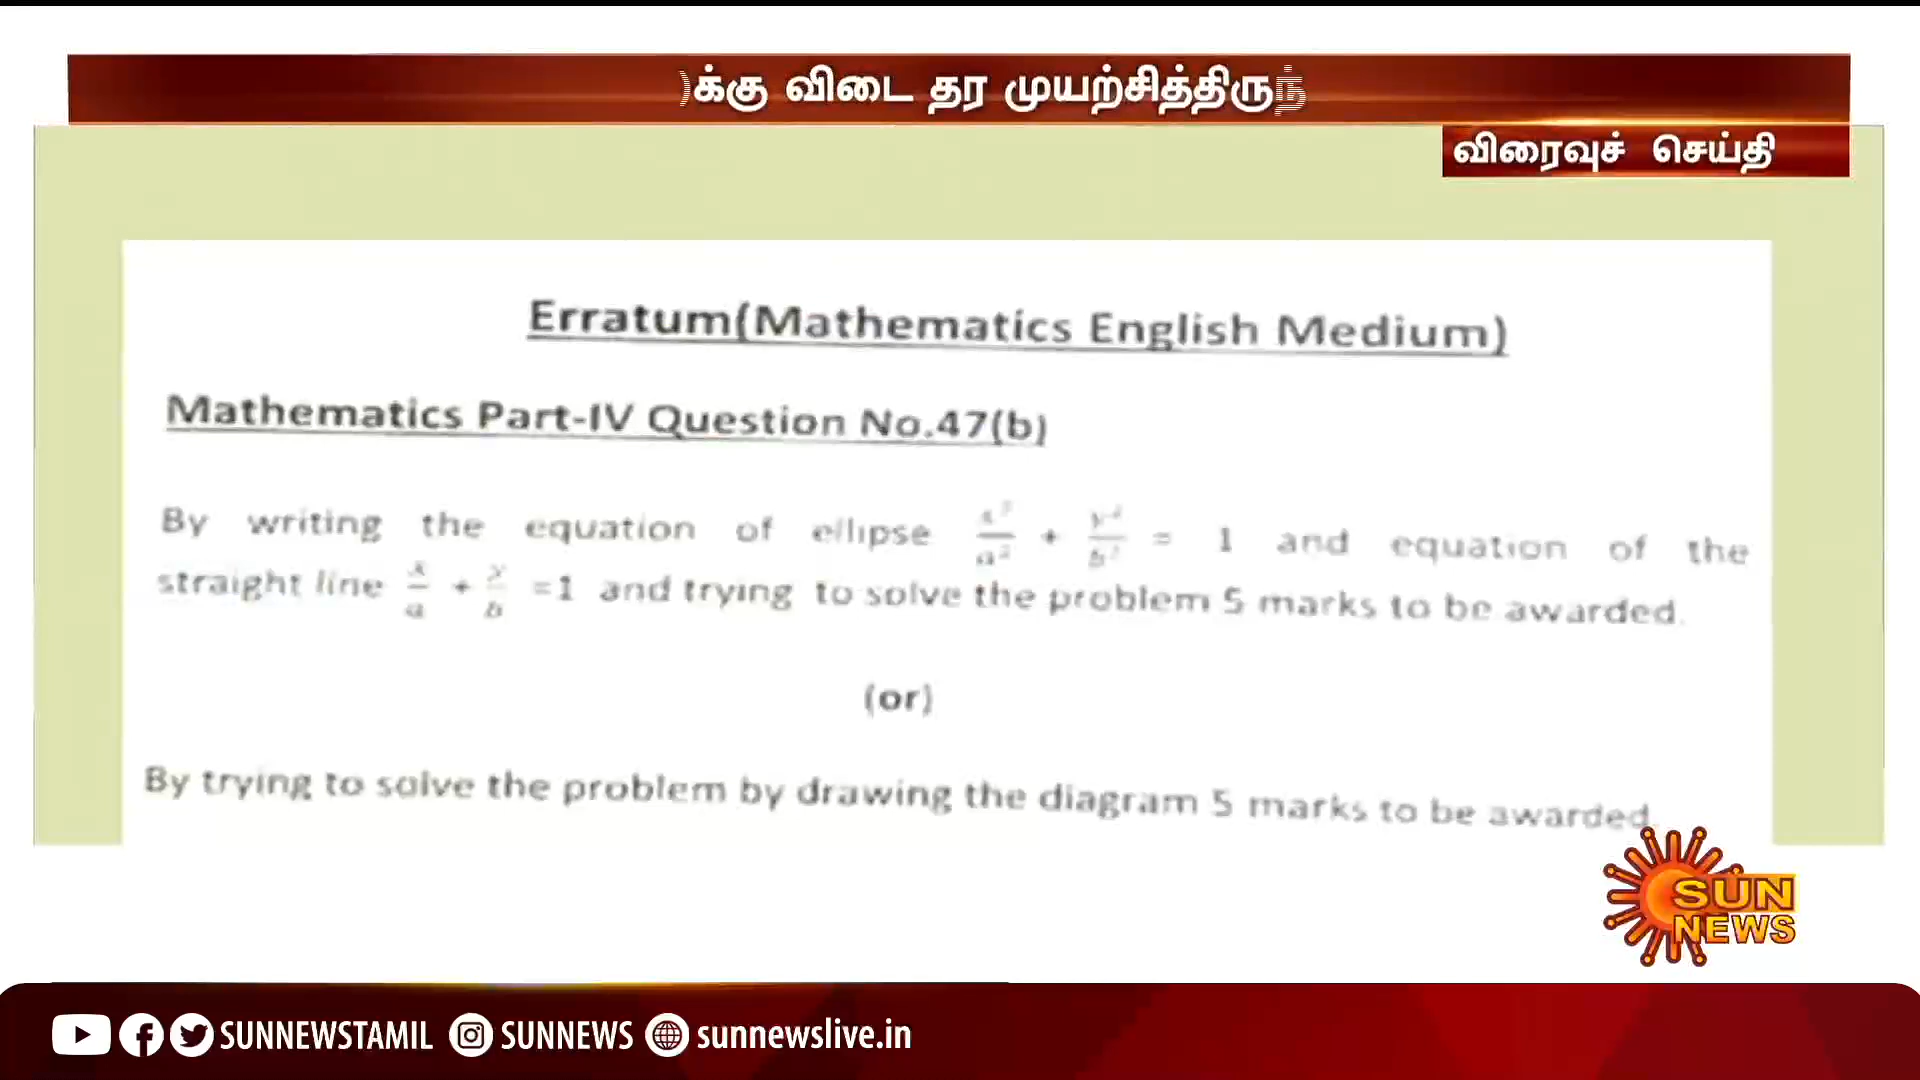 க்கு விடை தர முயற்சித்திருந்
விரைவுச் செய்தி
Erratum(Mathematics English Medium)
Mathematics Part-IV Question No.47(b)
By writing the equation of ellipse x²/a² + y²/b² = 1 and equation of the
straight line x/a + y/b =1 and trying to solve the problem 5 marks to be awarded.
(or)
By trying to solve the problem by drawing the diagram 5 marks to be awarded.
SUN
NEWS
SUNNEWSTAMIL SUNNEWS sunnewslive.in